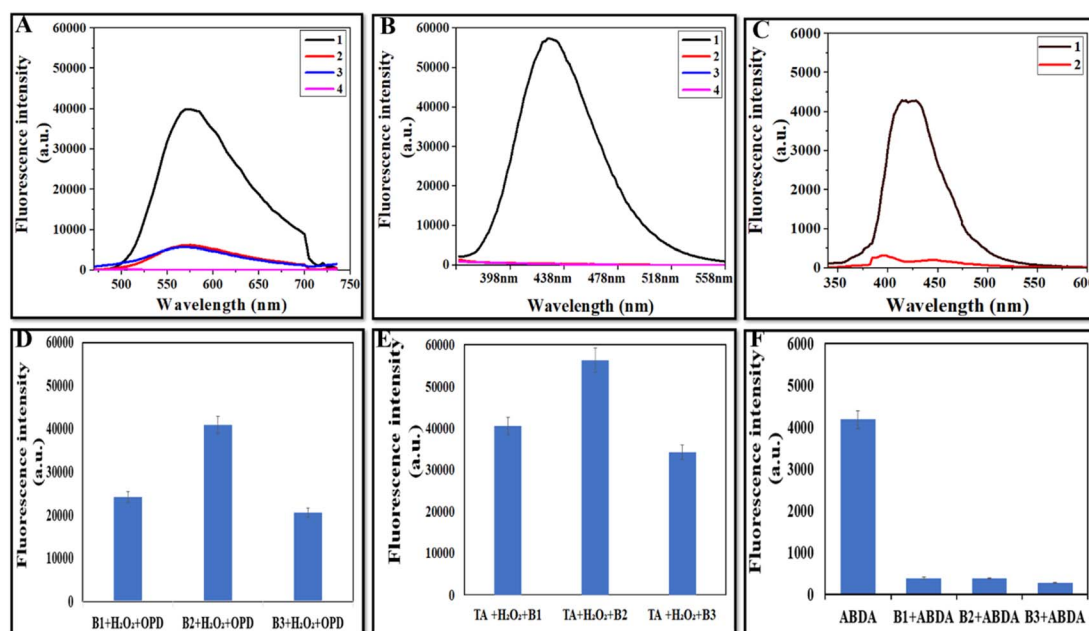 A
60000
50000
40000
30000
20000
10000
0
Fluorescence intensity
(a.u.)
1
2
3
4
500 550 600 650 700 750
Wavelength (nm)
B
60000
50000
40000
30000
20000
10000
0
Fluorescence intensity
(a.u.)
1
2
3
4
398nm 438nm 478nm 518nm 558nm
Wavelength (nm)
C
6000
5000
4000
3000
2000
1000
0
Fluorescence intensity
(a.u.)
1
2
350 400 450 500 550 600
Wavelength (nm)
D
60000
50000
40000
30000
20000
10000
0
Fluorescence intensity
(a.u.)
B1+H₂O₂+OPD B2+H₂O₂+OPD B3+H₂O₂+OPD
E
60000
50000
40000
30000
20000
10000
0
Fluorescence intensity
(a.u.)
TA +H₂O₂+B1 TA+H₂O₂+B2 TA +H₂O₂+B3
F
6000
5000
4000
3000
2000
1000
0
Fluorescence intensity
(a.u.)
ABDA B1+ABDA B2+ABDA B3+ABDA